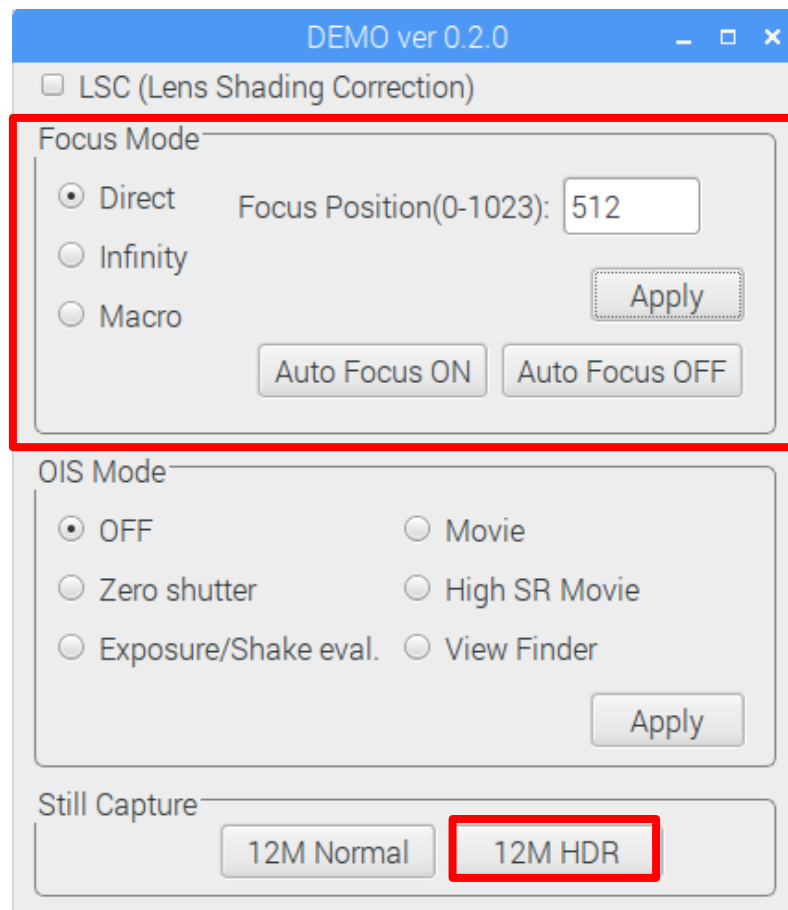 DEMO ver 0.2.0
LSC (Lens Shading Correction)
Focus Mode
Direct
Focus Position(0-1023): 512
Infinity
Macro
Apply
Auto Focus ON Auto Focus OFF
OIS Mode
OFF Movie
Zero shutter High SR Movie
Exposure/Shake eval. View Finder
Apply
Still Capture
12M Normal 12M HDR